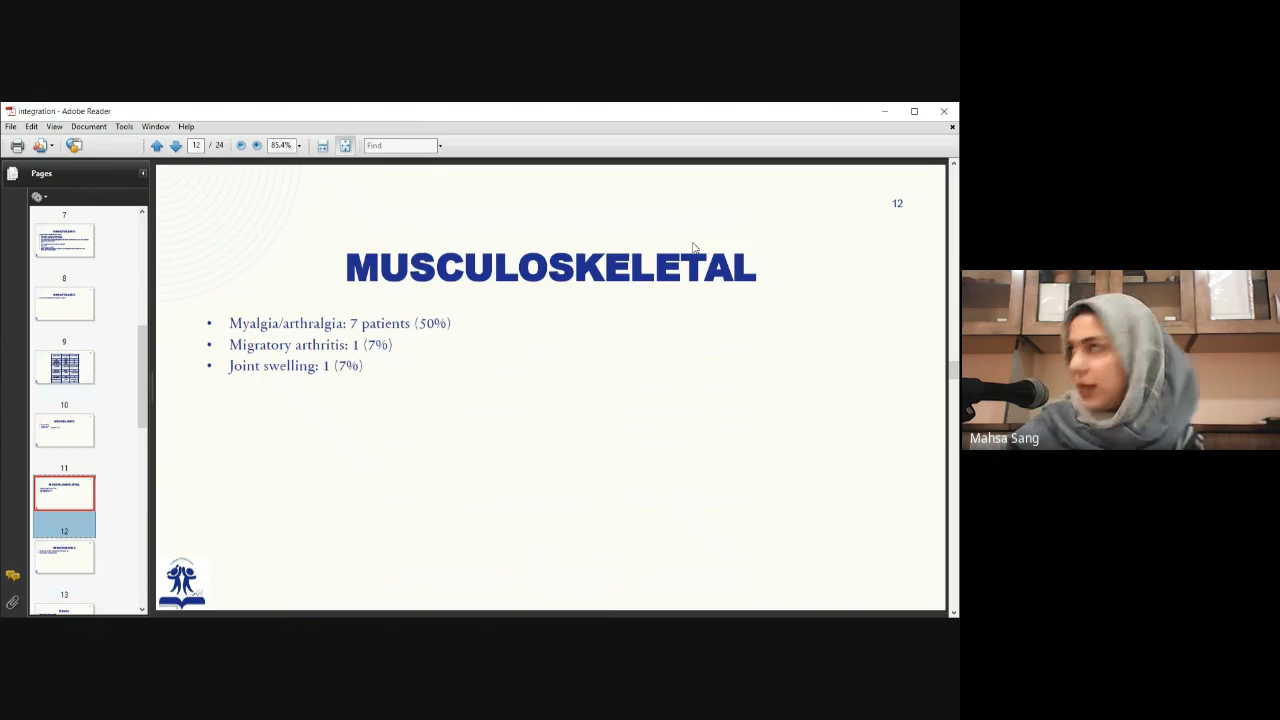 integration - Adobe Reader
File Edit View Document Tools Window Help
12 / 24 85.4% Find
Pages
7
8
9
10
11
12
13
12
MUSCULOSKELETAL
• Myalgia/arthralgia: 7 patients (50%)
• Migratory arthritis: 1 (7%)
• Joint swelling: 1 (7%)
Mahsa Sang